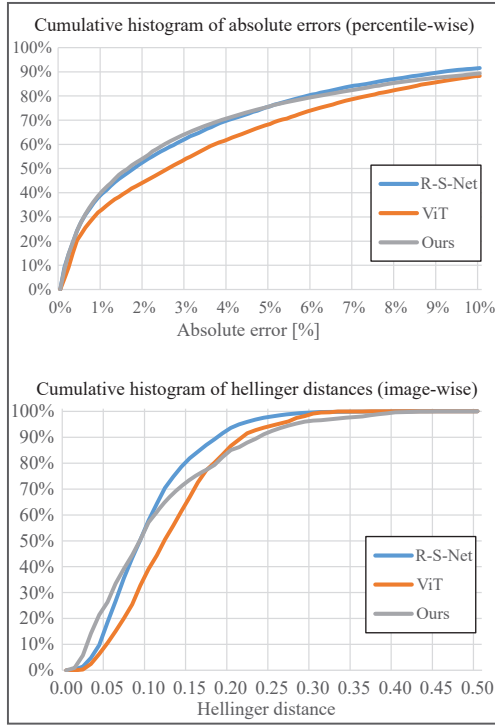 Cumulative histogram of absolute errors (percentile-wise)
100%
90%
80%
70%
60%
50%
40%
30%
20%
10%
0%
R-S-Net
ViT
Ours
0% 1% 2% 3% 4% 5% 6% 7% 8% 9% 10%
Absolute error [%]
Cumulative histogram of hellinger distances (image-wise)
100%
90%
80%
70%
60%
50%
40%
30%
20%
10%
0%
R-S-Net
ViT
Ours
0.00 0.05 0.10 0.15 0.20 0.25 0.30 0.35 0.40 0.45 0.50
Hellinger distance